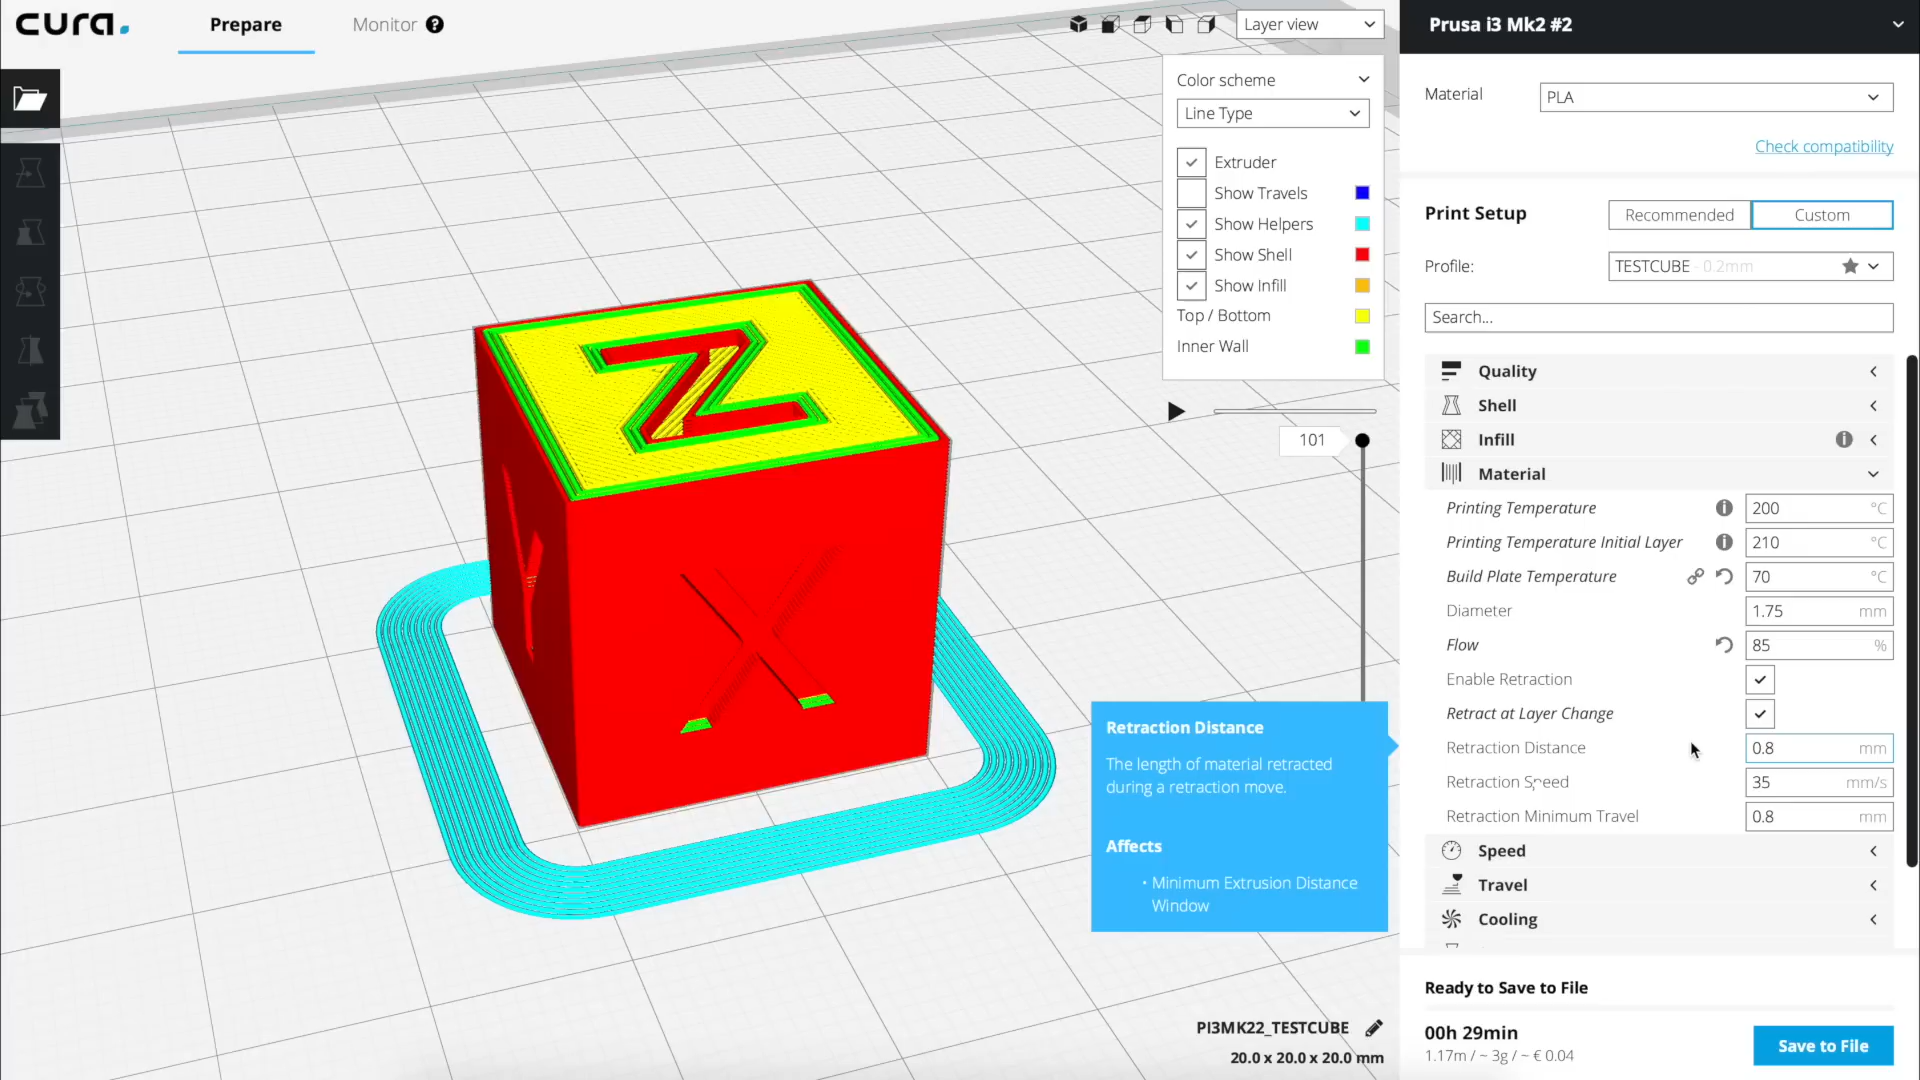 cura.
Prepare
Monitor ?
Layer view
Prusa i3 Mk2 #2
Color scheme
Line Type
Extruder
Show Travels
Show Helpers
Show Shell
Show Infill
Top / Bottom
Inner Wall
101
Z
Y
X
Material
PLA
Check compatibility
Print Setup
Recommended
Custom
Profile:
TESTCUBE - 0.2mm
Search...
Quality
Shell
Infill
Material
Printing Temperature 200 °C
Printing Temperature Initial Layer 210 °C
Build Plate Temperature 70 °C
Diameter 1.75 mm
Flow 85 %
Enable Retraction
Retract at Layer Change
Retraction Distance 0.8 mm
Retraction Speed 35 mm/s
Retraction Minimum Travel 0.8 mm
Speed
Travel
Cooling
Retraction Distance
The length of material retracted
during a retraction move.
Affects
• Minimum Extrusion Distance
Window
PI3MK22_TESTCUBE
20.0 x 20.0 x 20.0 mm
Ready to Save to File
00h 29min
1.17m / ~ 3g / ~ € 0.04
Save to File